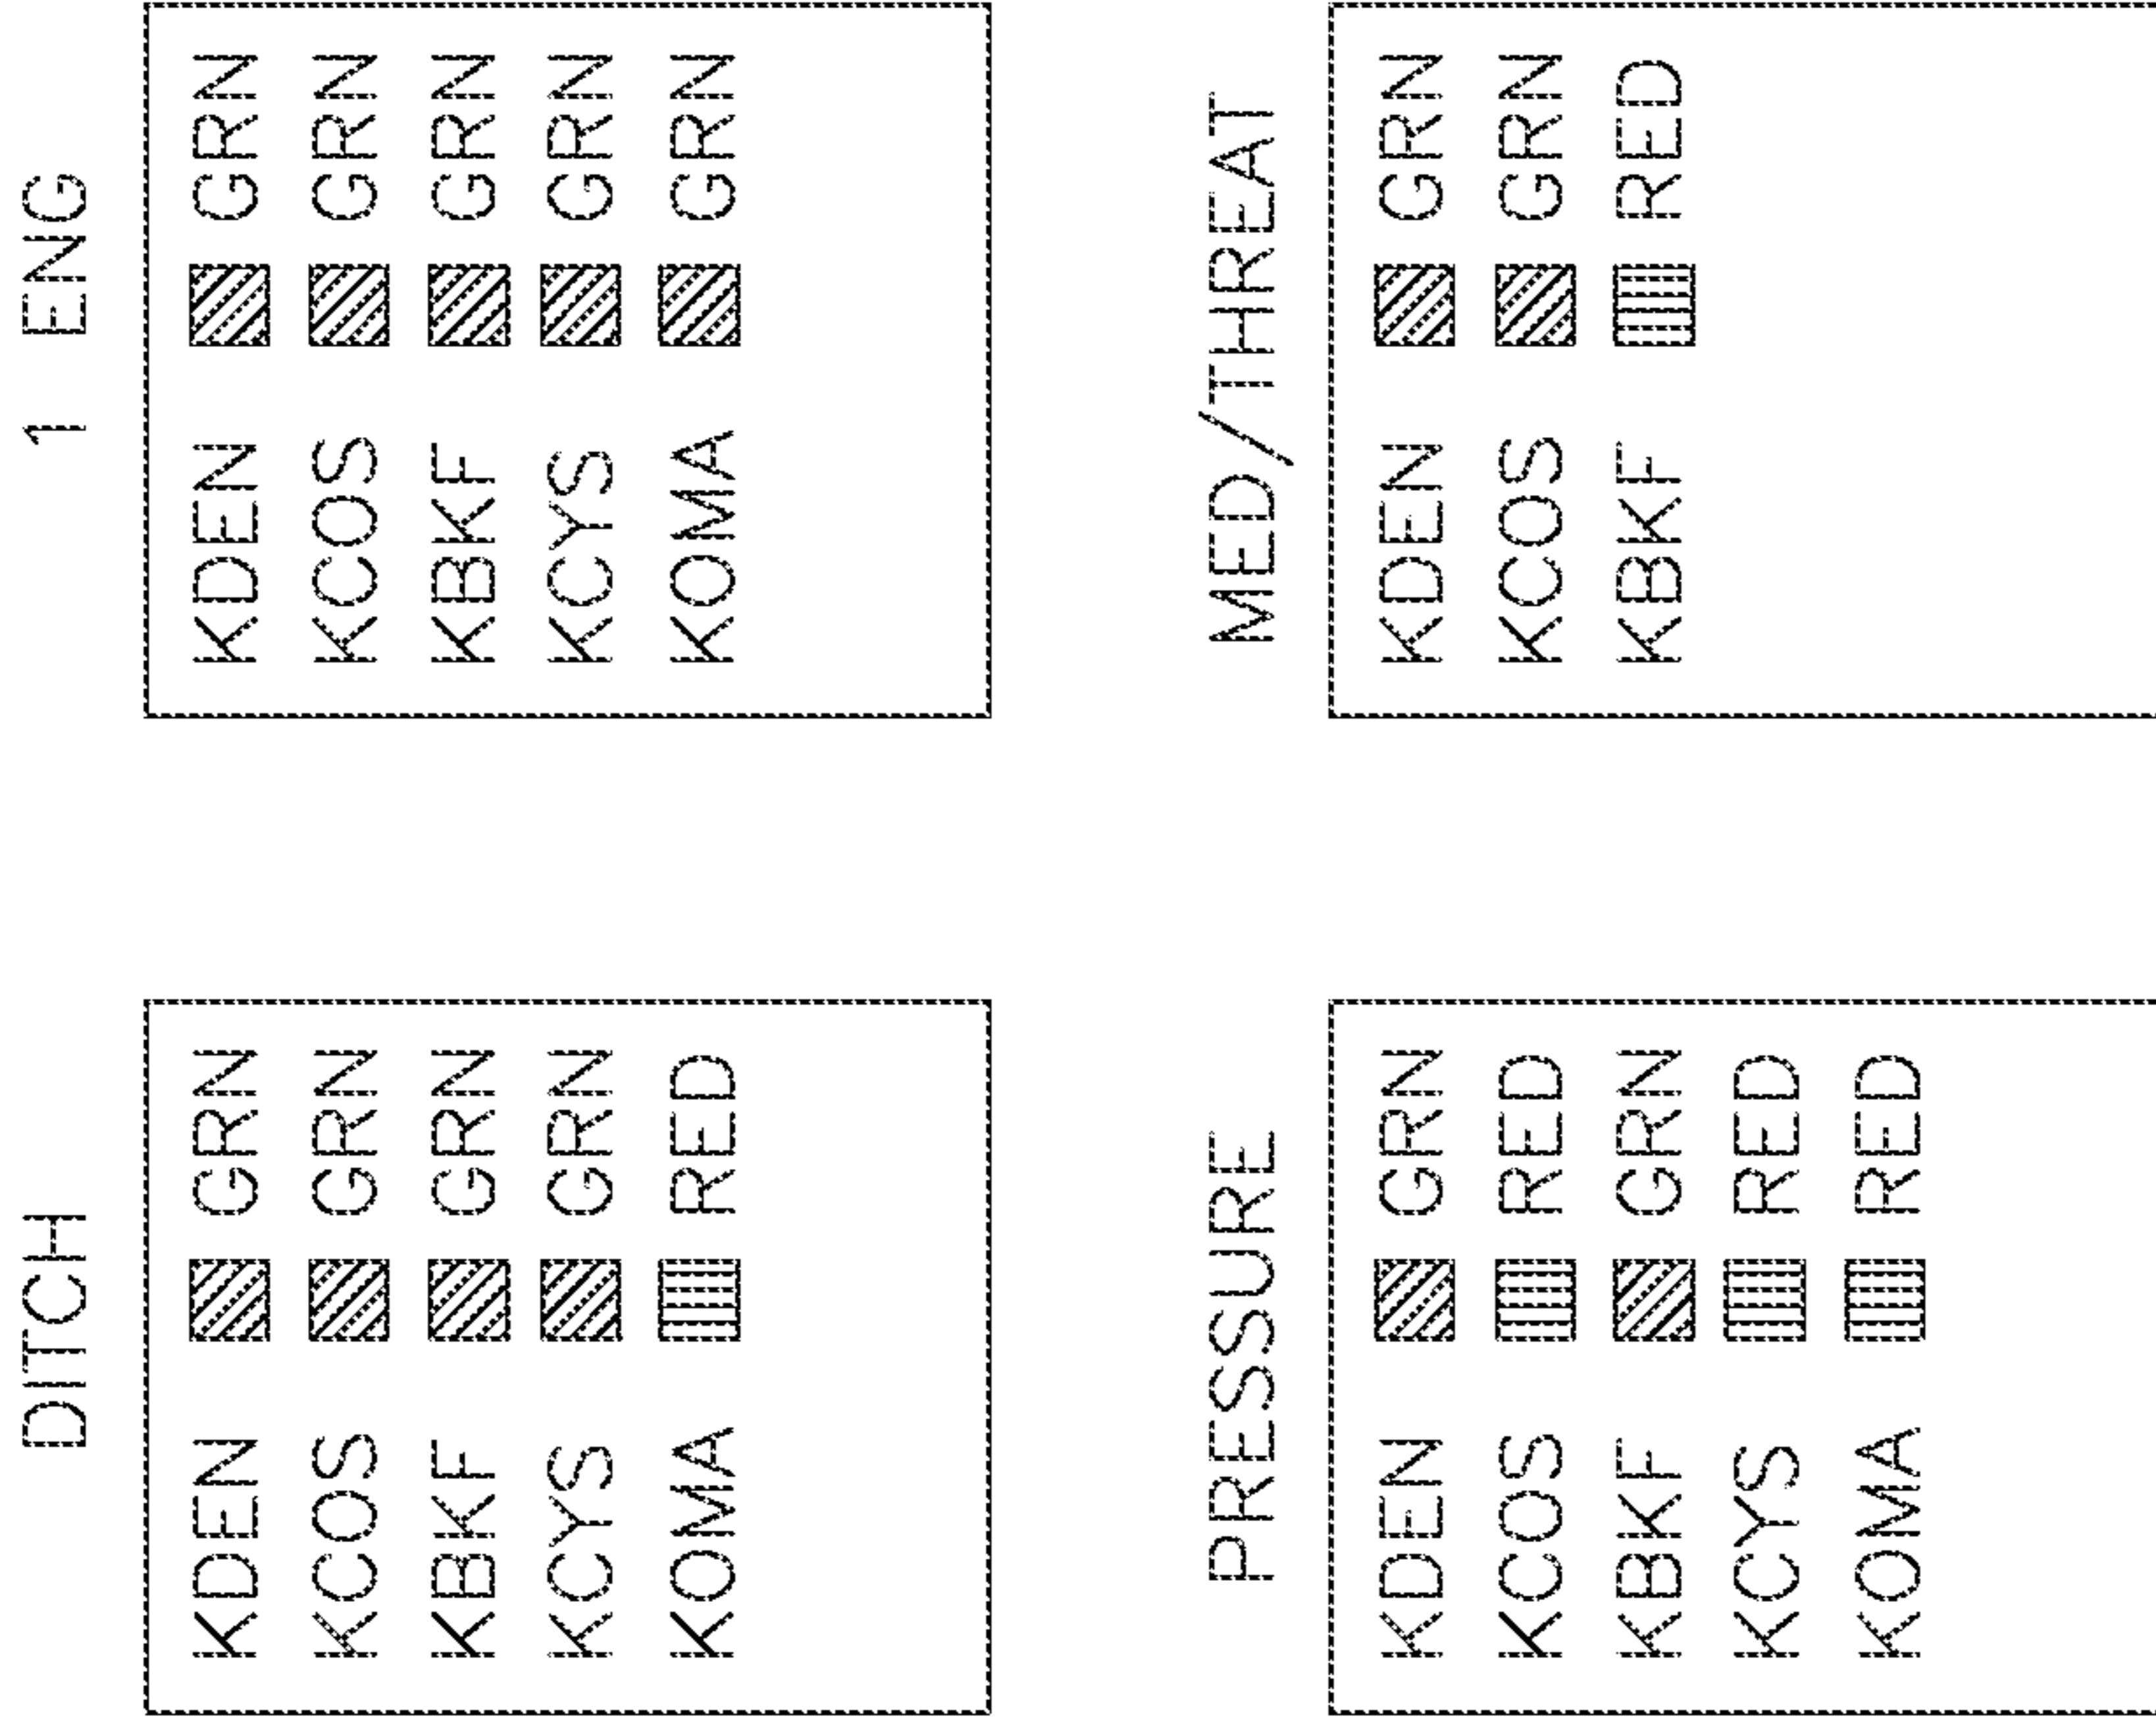 DITCH
KDEN GRN
KCOS GRN
KBKF GRN
KCYS GRN
KOMA RED
1 ENG
KDEN GRN
KCOS GRN
KBKF GRN
KCYS GRN
KOMA GRN
PRESSURE
KDEN GRN
KCOS RED
KBKF GRN
KCYS RED
KOMA RED
MED/THREAT
KDEN GRN
KCOS GRN
KBKF RED